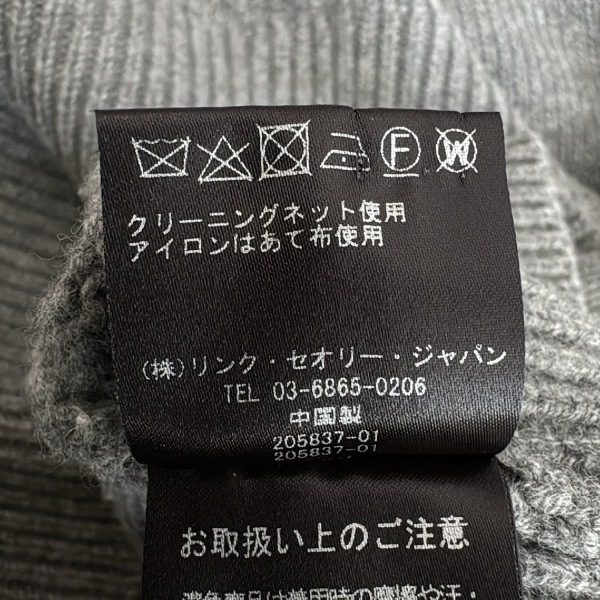 F W
クリーニングネット使用
アイロンはあて布使用
(株)リンク・セオリー・ジャパン
TEL 03-6865-0206
中国製
205837-01
205837-01
お取扱い上のご注意